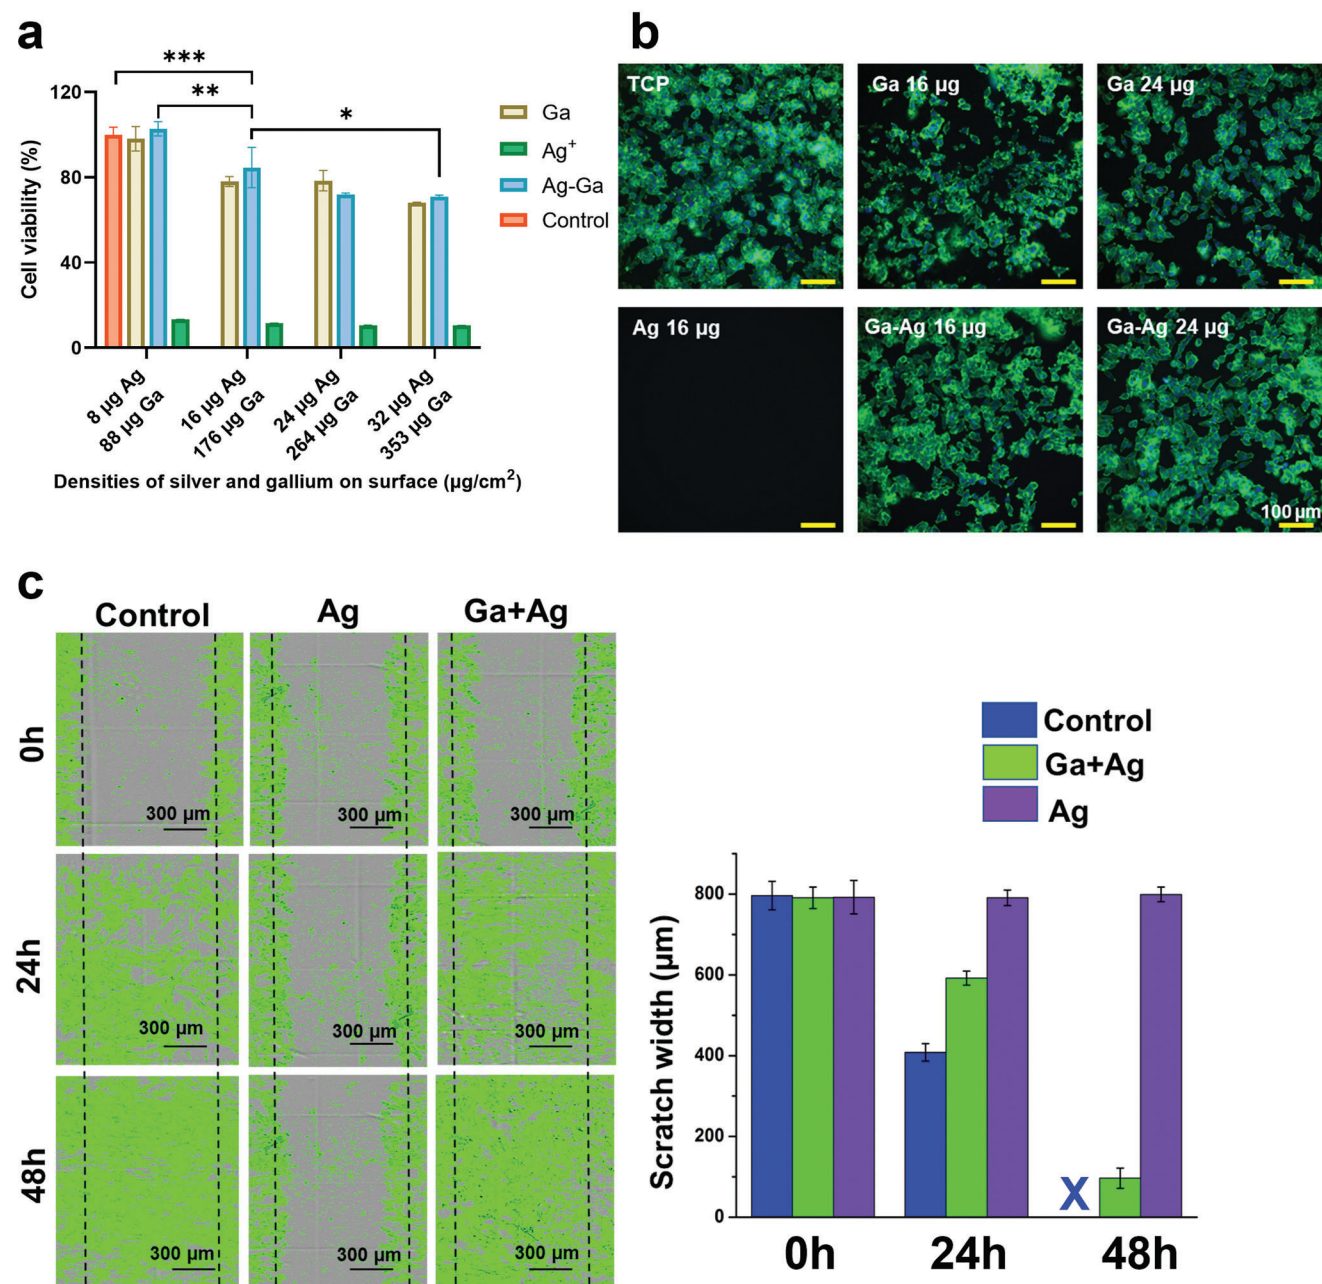 a
***
**
*
120
80
40
0
Cell viability (%)
Ga
Ag+
Ag-Ga
Control
8 µg Ag
88 µg Ga
16 µg Ag
176 µg Ga
24 µg Ag
264 µg Ga
32 µg Ag
353 µg Ga
Densities of silver and gallium on surface (µg/cm2)
b
TCP
Ga 16 µg
Ga 24 µg
Ag 16 µg
Ga-Ag 16 µg
Ga-Ag 24 µg
100 µm
c
Control
Ag
Ga+Ag
0h
300 µm
300 µm
300 µm
24h
300 µm
300 µm
300 µm
48h
300 µm
300 µm
300 µm
Control
Ga+Ag
Ag
Scratch width (µm)
800
600
400
200
0
X
0h
24h
48h